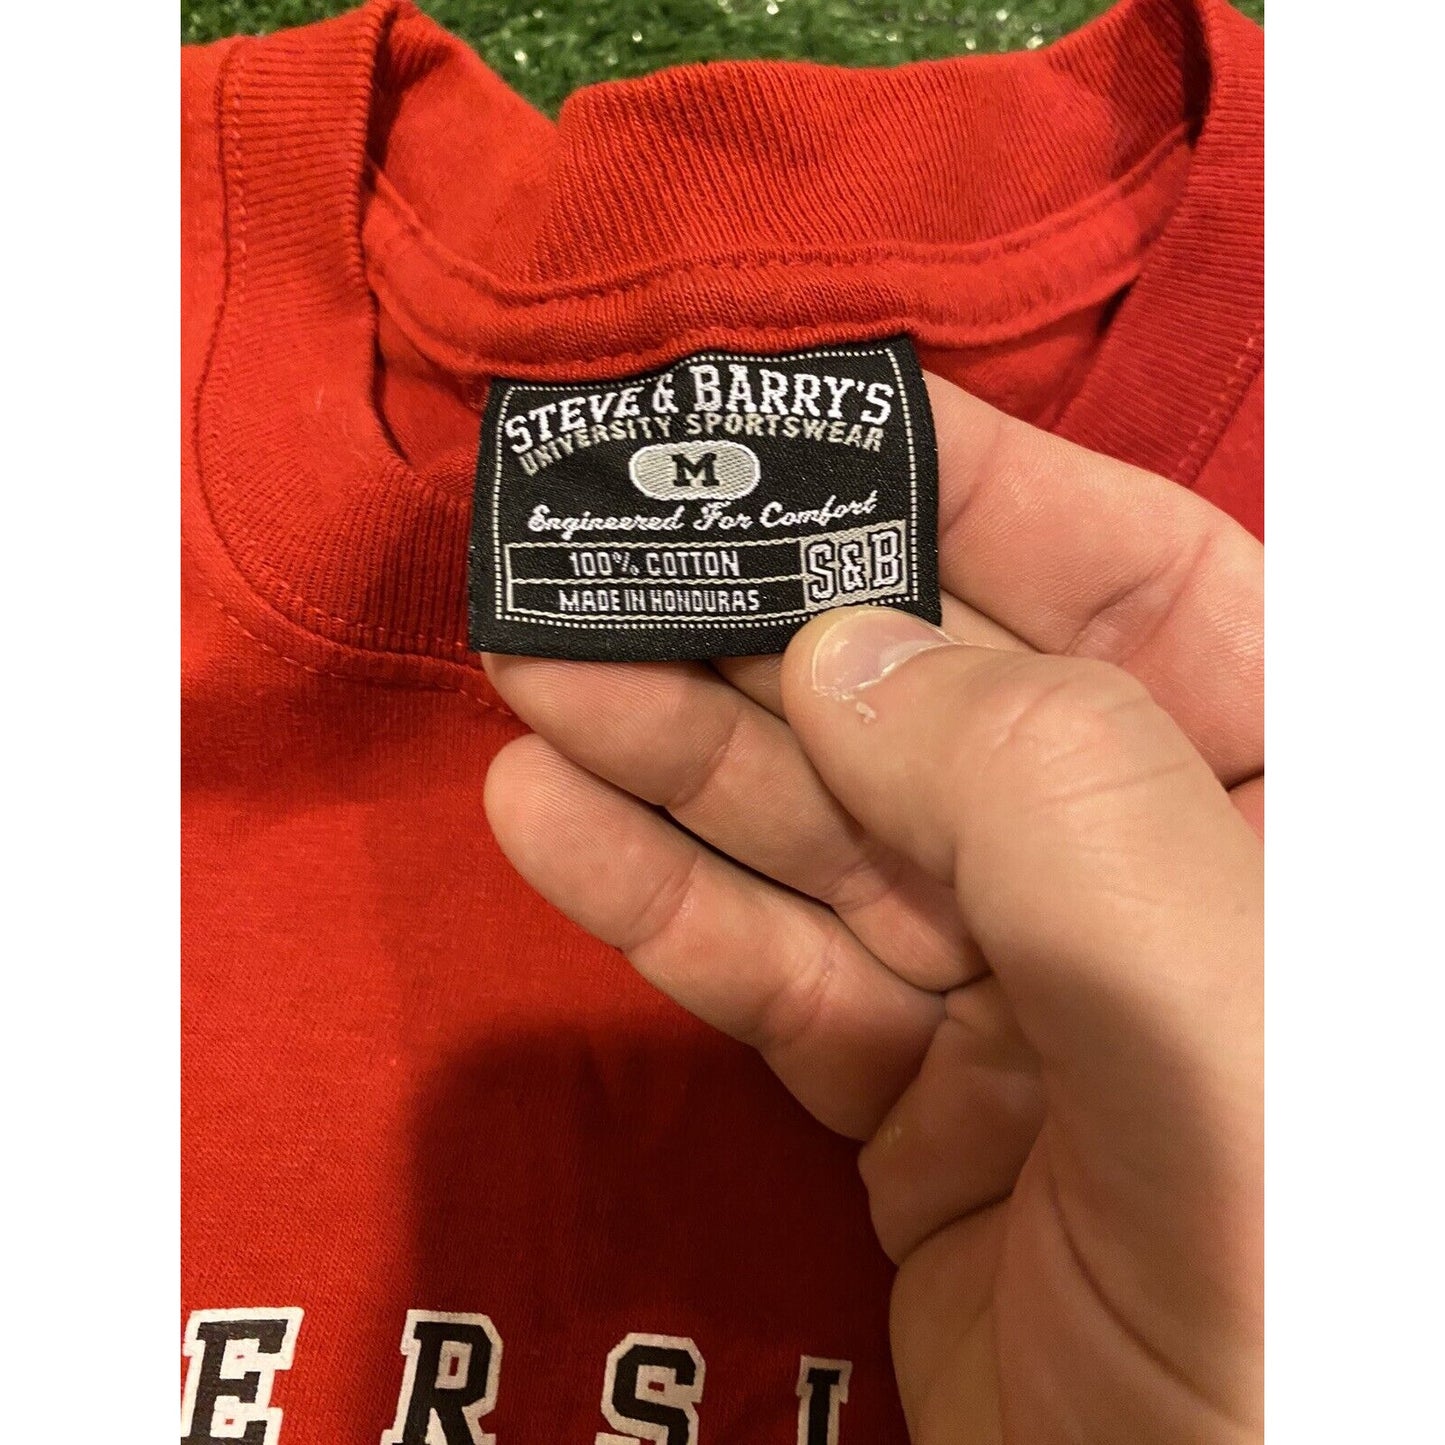 STEVE & BARRY'S
UNIVERSITY SPORTSWEAR
M
Engineered For Comfort
100% COTTON
MADE IN HONDURAS
S&B
ERSI